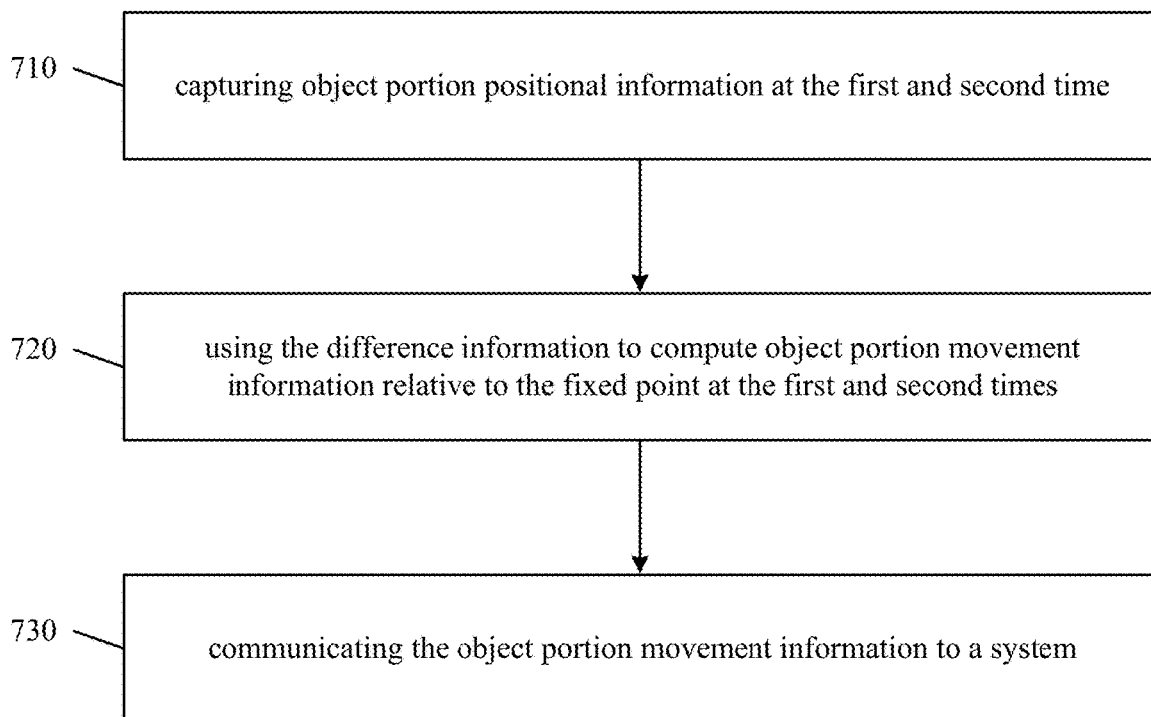 710
capturing object portion positional information at the first and second time
720
using the difference information to compute object portion movement
information relative to the fixed point at the first and second times
730
communicating the object portion movement information to a system